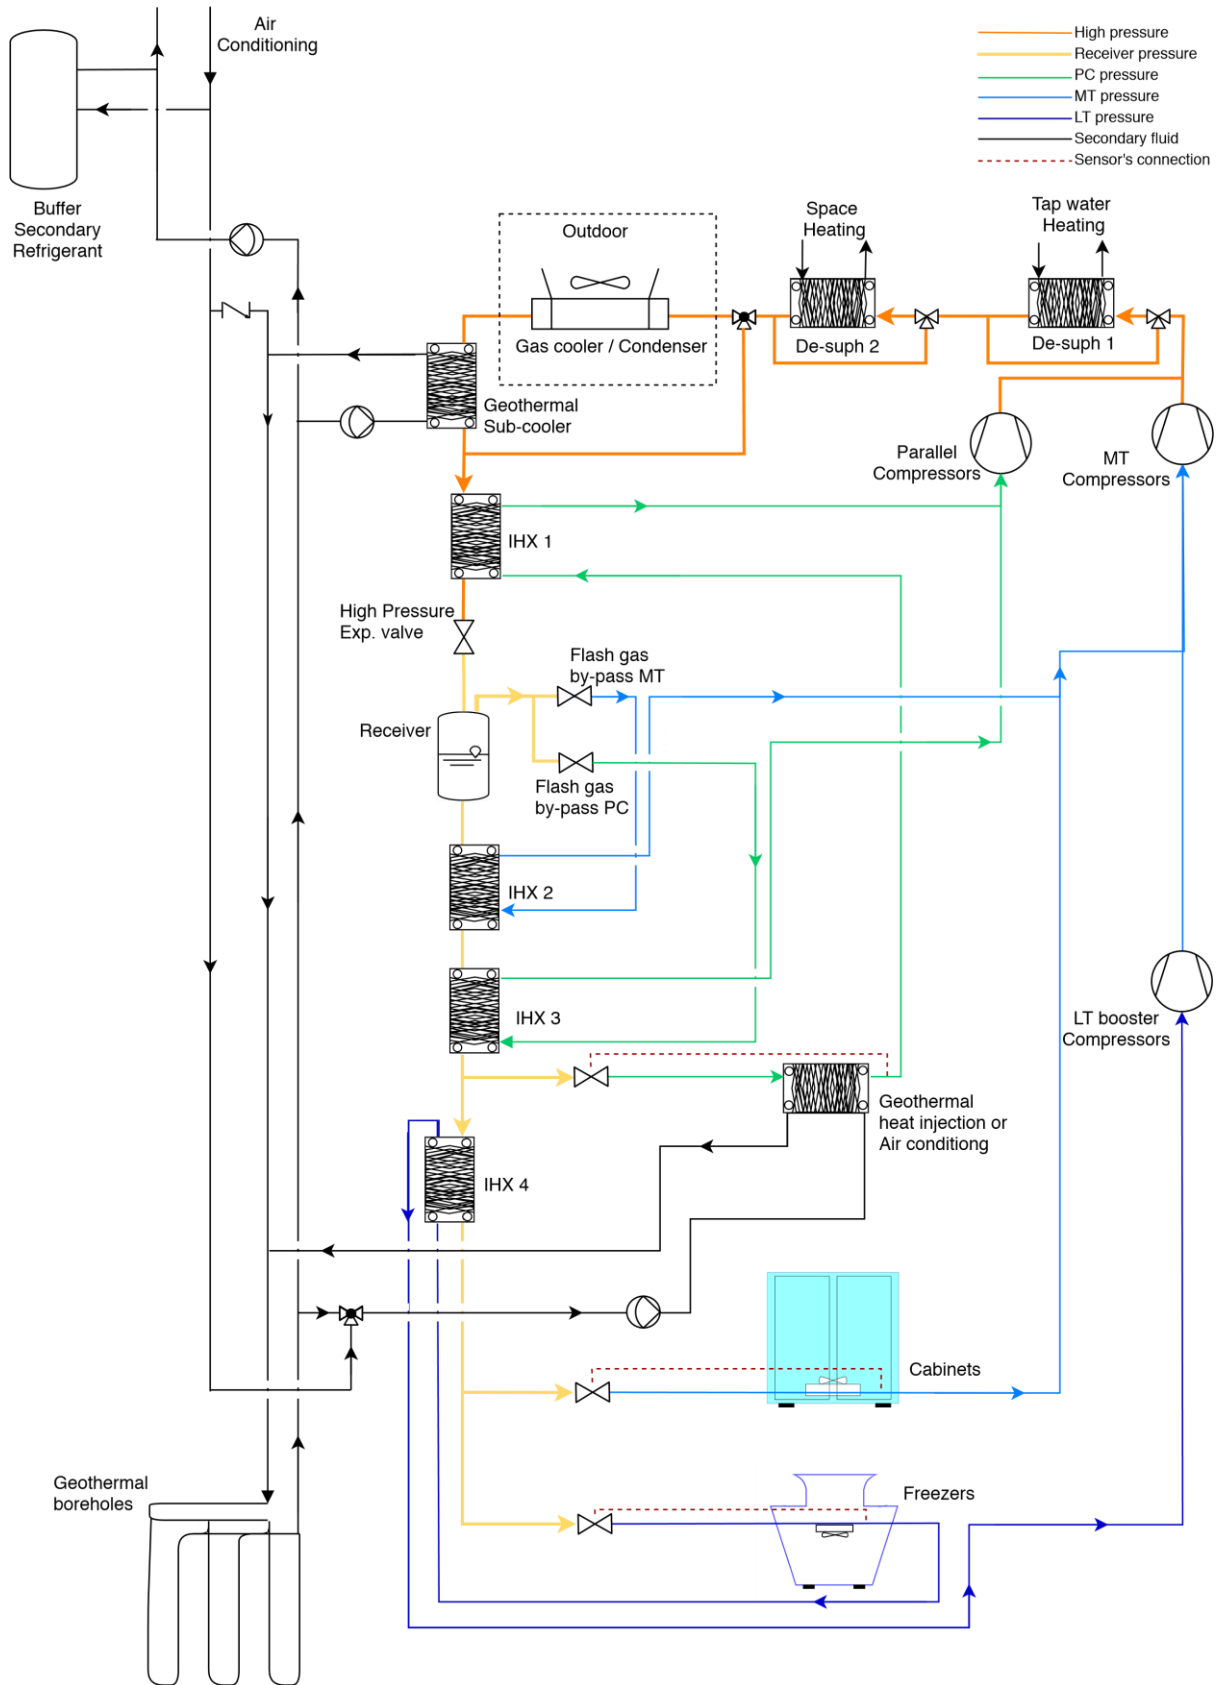 Air
Conditioning
High pressure
Receiver pressure
PC pressure
MT pressure
LT pressure
Secondary fluid
Sensor's connection
Buffer
Secondary
Refrigerant
Outdoor
Space
Heating
Tap water
Heating
Gas cooler / Condenser
De-suph 2
De-suph 1
Geothermal
Sub-cooler
Parallel
Compressors
MT
Compressors
IHX 1
High Pressure
Exp. valve
Flash gas
by-pass MT
Receiver
Flash gas
by-pass PC
IHX 2
IHX 3
LT booster
Compressors
Geothermal
heat injection or
Air conditiong
IHX 4
Cabinets
Geothermal
boreholes
Freezers